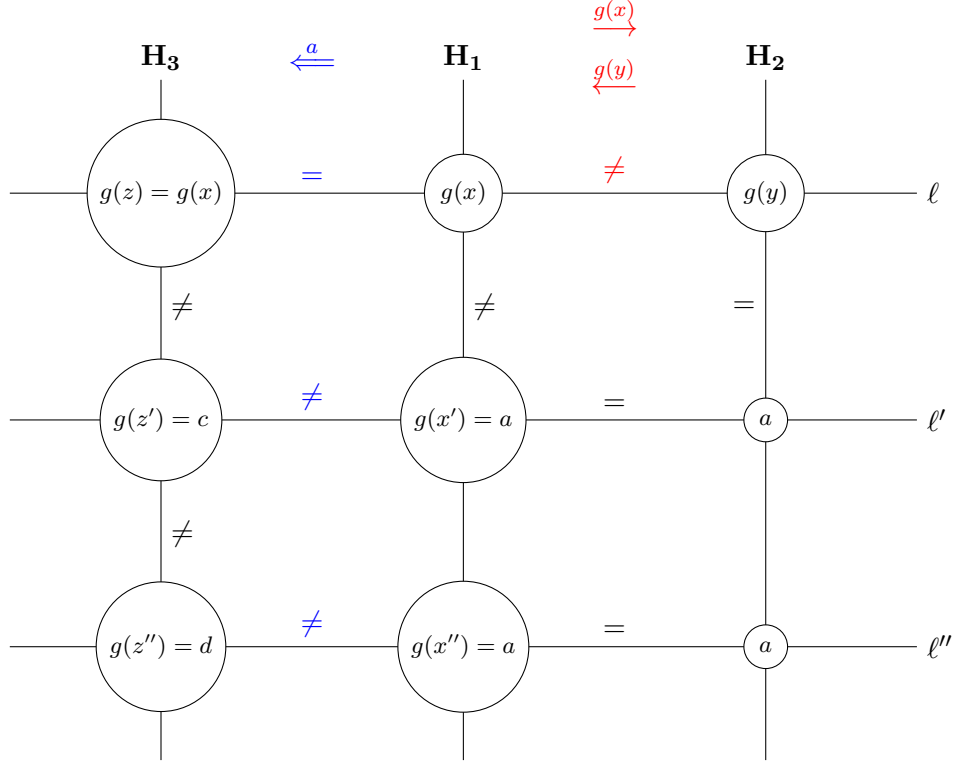 g(x)
H₃ a ⟸ H₁ → H₂
g(y)
←
g(z) = g(x) = g(x) ≠ g(y) ℓ
≠ ≠ =
g(z′) = c ≠ g(x′) = a = a ℓ′
≠
g(z′′) = d ≠ g(x′′) = a = a ℓ′′